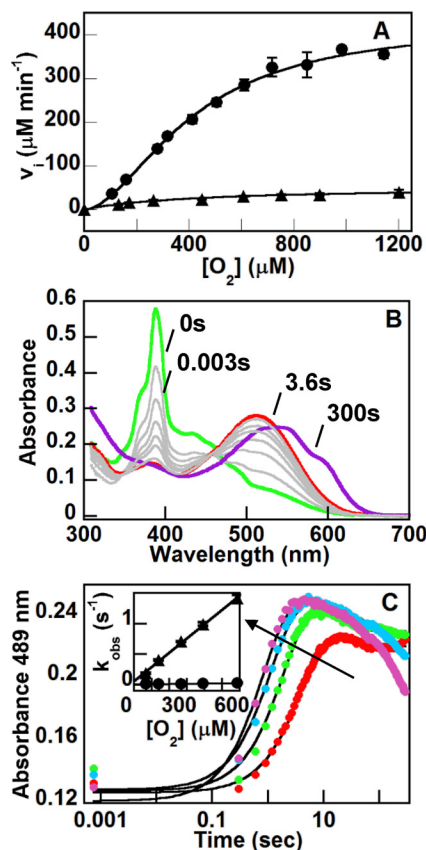 A
400
300
200
100
0
v_i (µM min⁻¹)
0 400 800 1200
[O₂] (µM)
B
0.6
0.5
0.4
0.3
0.2
0.1
0
Absorbance
0s
0.003s
3.6s
300s
300 400 500 600 700
Wavelength (nm)
C
0.24
0.2
0.16
0.12
Absorbance 489 nm
k_obs (s⁻¹)
1
0
0 300 600
[O₂] (µM)
0.001 0.1 10
Time (sec)